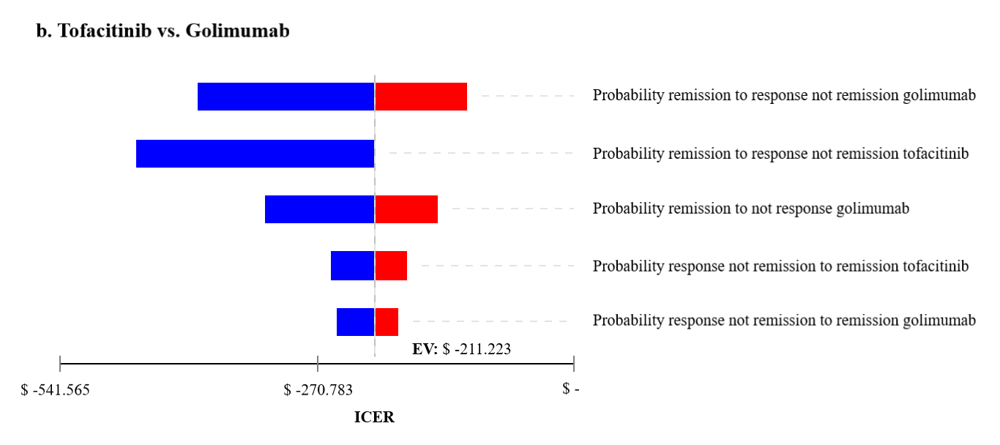 b. Tofacitinib vs. Golimumab
Probability remission to response not remission golimumab
Probability remission to response not remission tofacitinib
Probability remission to not response golimumab
Probability response not remission to remission tofacitinib
Probability response not remission to remission golimumab
EV: $ -211.223
$ -541.565
$ -270.783
$ -
ICER